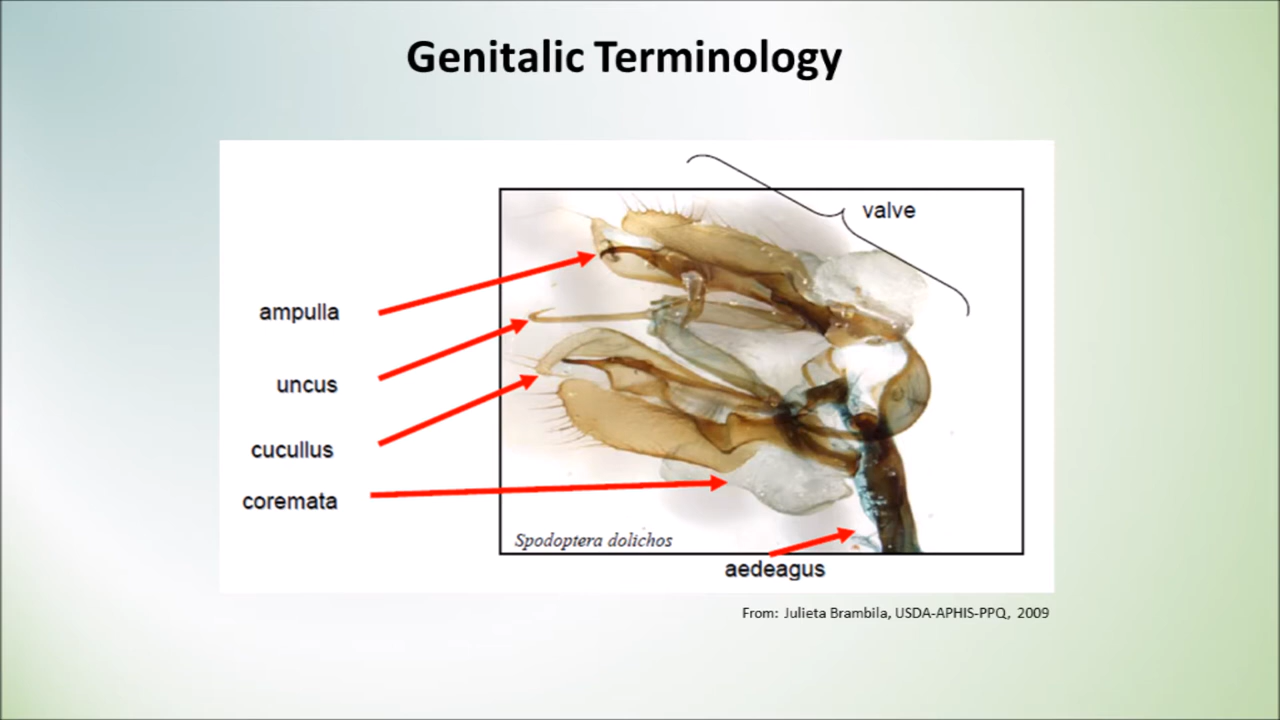 Genitalic Terminology
valve
ampulla
uncus
cucullus
coremata
Spodoptera dolichos
aedeagus
From: Julieta Brambila, USDA-APHIS-PPQ, 2009